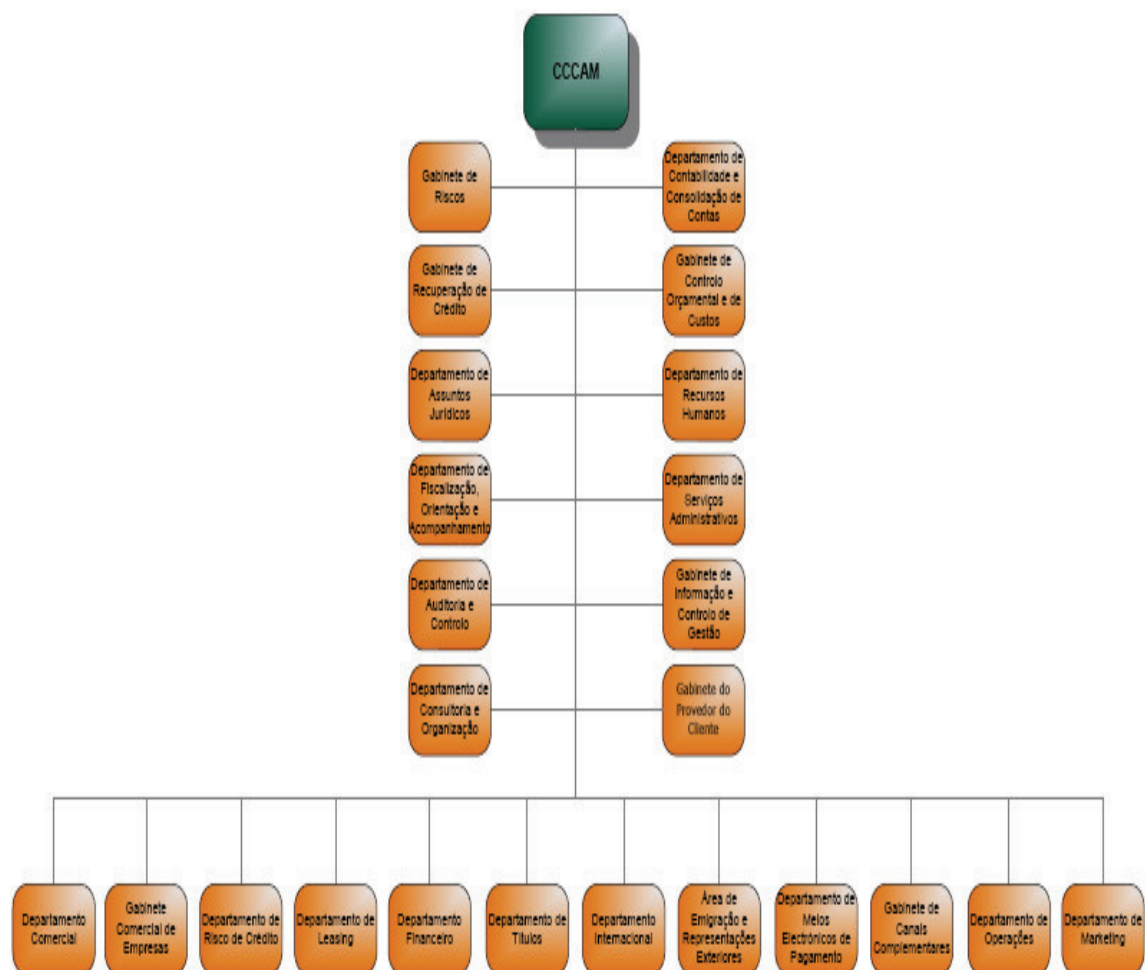 CCCAM
Gabinete de
Riscos
Departamento de
Contabilidade e
Consolidação de
Contas
Gabinete de
Recuperação de
Crédito
Gabinete de
Controlo
Orçamental e de
Custos
Departamento de
Assuntos
Jurídicos
Departamento de
Recursos
Humanos
Departamento de
Fiscalização,
Orientação e
Acompanhamento
Departamento de
Serviços
Administrativos
Departamento de
Auditoria e
Controlo
Gabinete de
Informação e
Controlo de
Gestão
Departamento de
Consultoria e
Organização
Gabinete do
Provedor do
Cliente
Departamento
Comercial
Gabinete
Comercial de
Empresas
Departamento de
Risco de Crédito
Departamento de
Leasing
Departamento
Financeiro
Departamento de
Títulos
Departamento
Internacional
Área de
Emigração e
Representações
Exteriores
Departamento de
Meios
Electrónicos de
Pagamento
Gabinete de
Canais
Complementares
Departamento de
Operações
Departamento de
Marketing